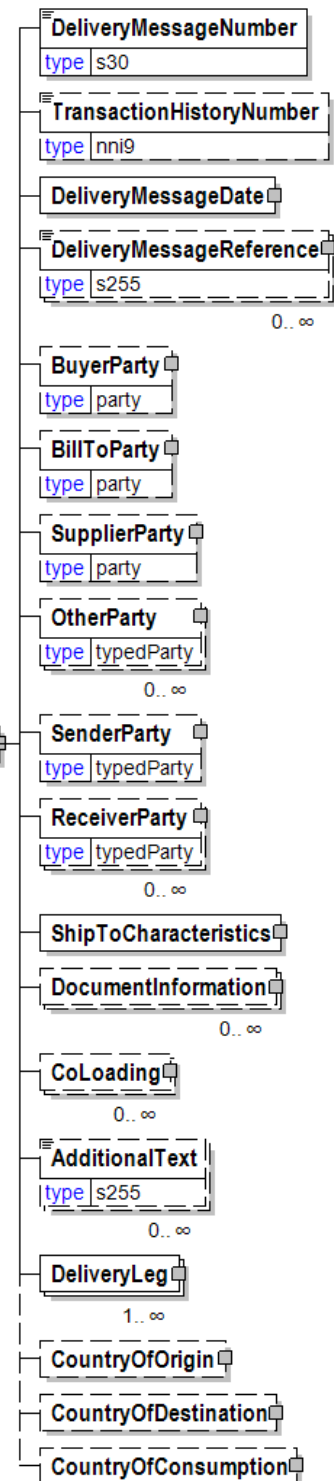 DeliveryMessageNumber
type s30
TransactionHistoryNumber
type nni9
DeliveryMessageDate
DeliveryMessageReference
type s255
0.. ∞
BuyerParty
type party
BillToParty
type party
SupplierParty
type party
OtherParty
type typedParty
0.. ∞
SenderParty
type typedParty
ReceiverParty
type typedParty
0.. ∞
ShipToCharacteristics
DocumentInformation
0.. ∞
CoLoading
0.. ∞
AdditionalText
type s255
0.. ∞
DeliveryLeg
1.. ∞
CountryOfOrigin
CountryOfDestination
CountryOfConsumption